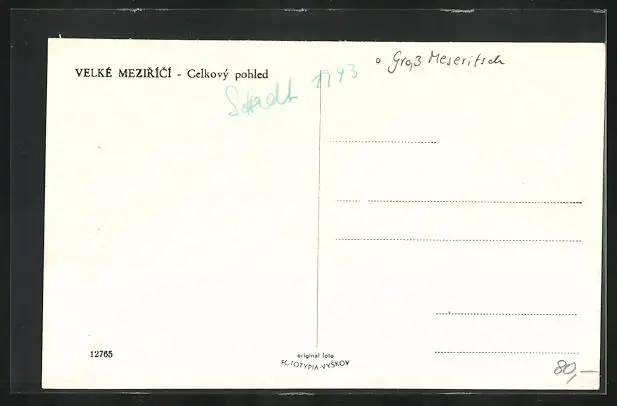 VELKÉ MEZIŘÍČÍ - Celkový pohled
Stadt 1943
Groß Meseritsch
12765
original foto
FOTOTYPIA-VYŠKOV
80,-